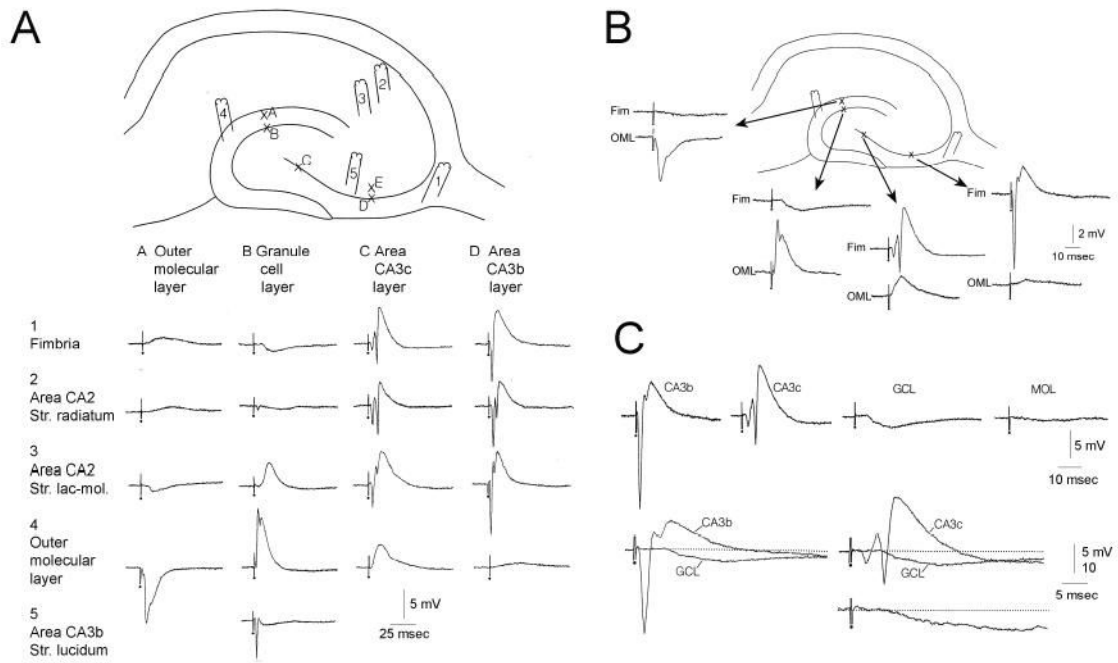 A
2
3
4
A
B
C
5
E
D
1
A Outer molecular layer
B Granule cell layer
C Area CA3c layer
D Area CA3b layer
1
Fimbria
2
Area CA2
Str. radiatum
3
Area CA2
Str. lac-mol.
4
Outer
molecular
layer
5
Area CA3b
Str. lucidum
5 mV
25 msec
B
Fim
OML
Fim
OML
Fim
OML
Fim
OML
2 mV
10 msec
C
CA3b
CA3c
GCL
MOL
5 mV
10 msec
CA3b
GCL
CA3c
GCL
5 mV
10
5 msec